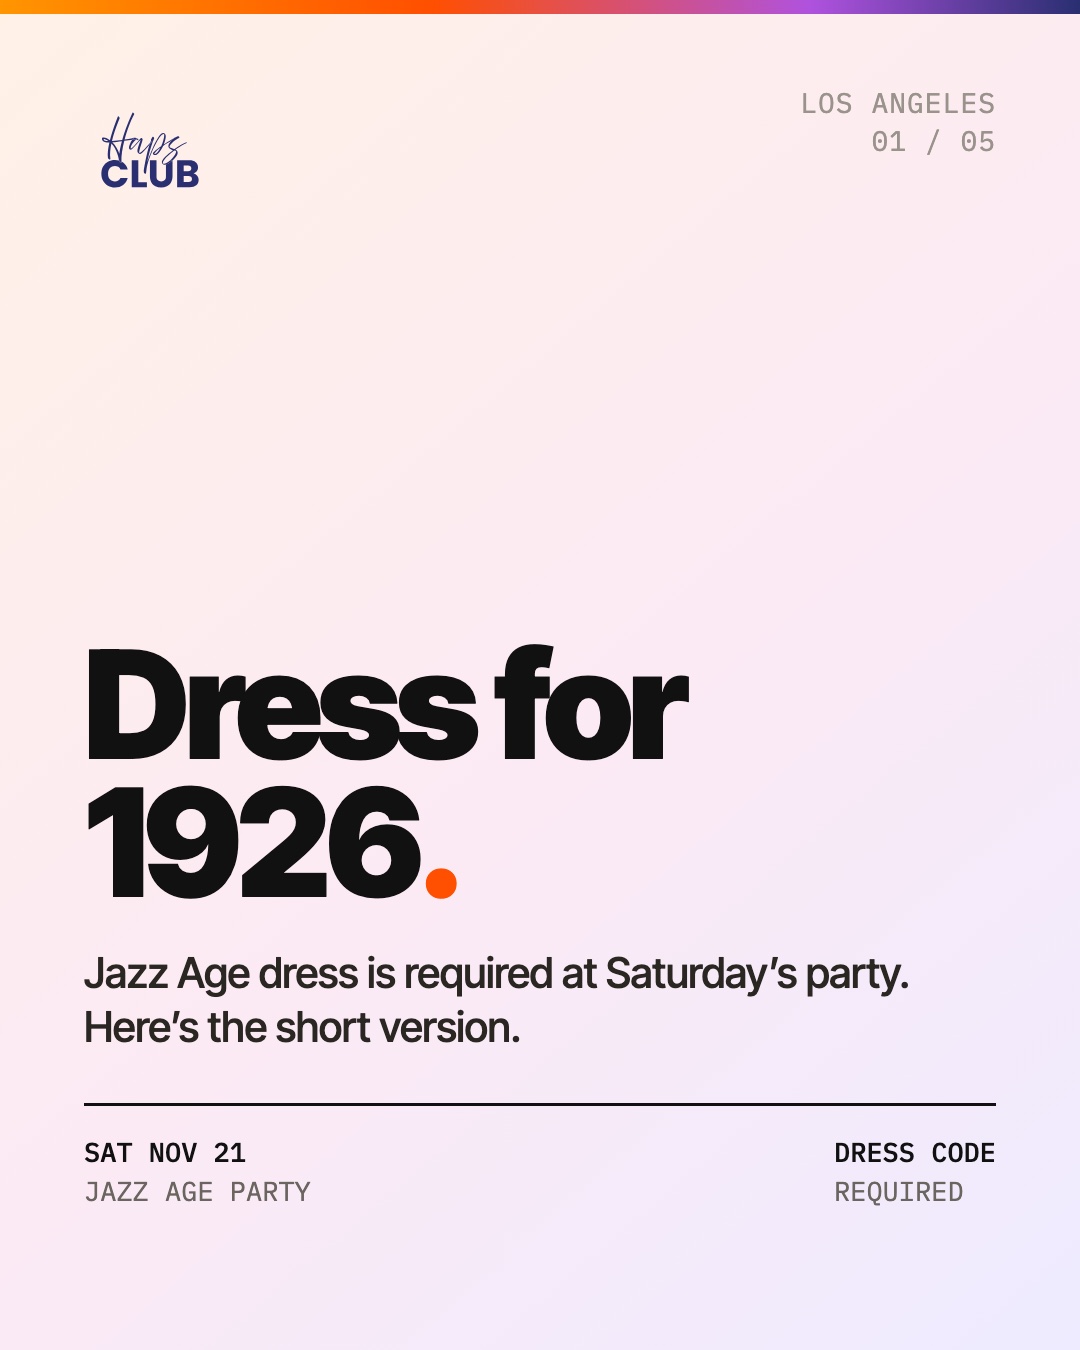 Haps
CLUB
LOS ANGELES
01 / 05
Dress for
1926.
Jazz Age dress is required at Saturday’s party.
Here’s the short version.
SAT NOV 21
JAZZ AGE PARTY
DRESS CODE
REQUIRED